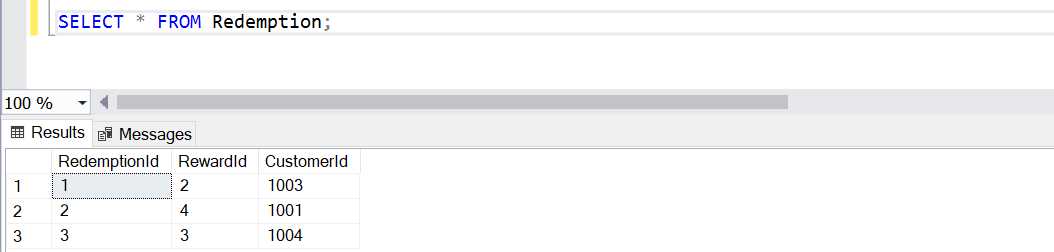 SELECT * FROM Redemption;
100 %
Results Messages
RedemptionId RewardId CustomerId
1 1 2 1003
2 2 4 1001
3 3 3 1004